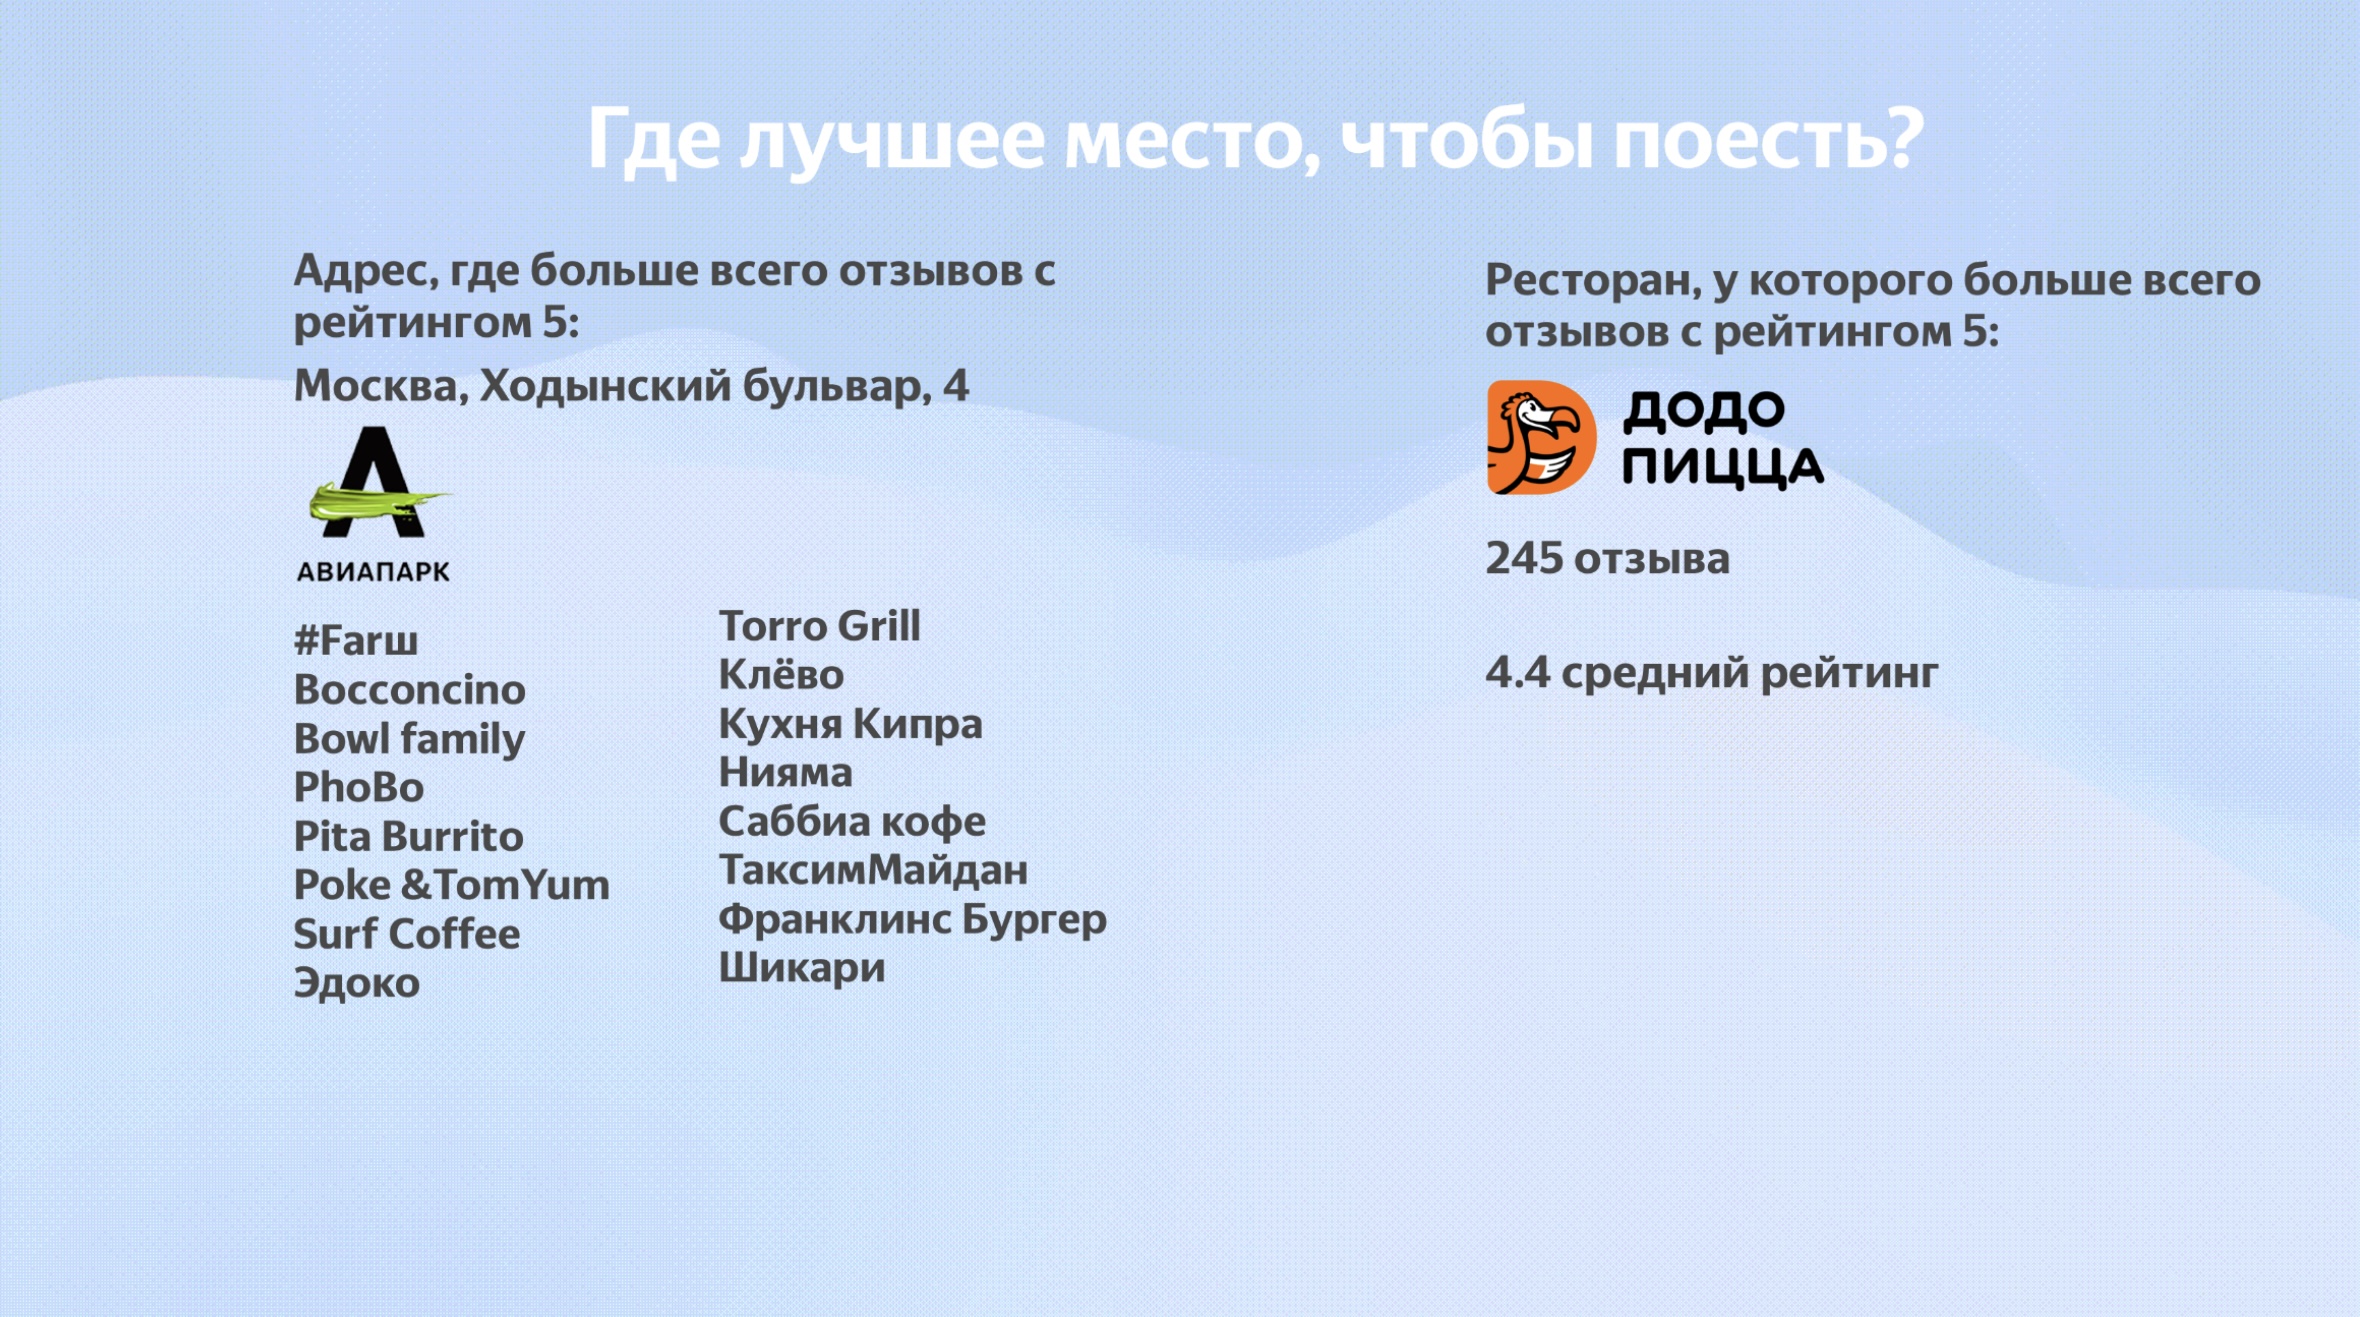 Где лучшее место, чтобы поесть?
Адрес, где больше всего отзывов с
рейтингом 5:
Москва, Ходынский бульвар, 4
АВИАПАРК
#Farш
Bocconcino
Bowl family
PhoBo
Pita Burrito
Poke &TomYum
Surf Coffee
Эдоко
Torro Grill
Клёво
Кухня Кипра
Нияма
Саббиа кофе
ТаксимМайдан
Франклинс Бургер
Шикари
Ресторан, у которого больше всего
отзывов с рейтингом 5:
ДОДО
ПИЦЦА
245 отзыва
4.4 средний рейтинг